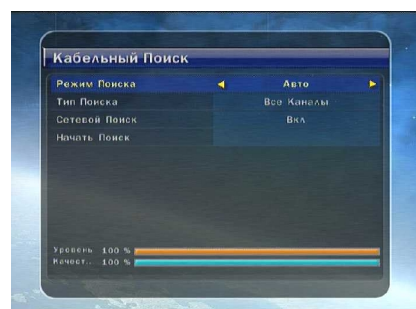 Кабельный Поиск
Режим Поиска Авто
Тип Поиска Все Каналы
Сетевой Поиск Вкл
Начать Поиск
Уровень 100 %
Качест.. 100 %